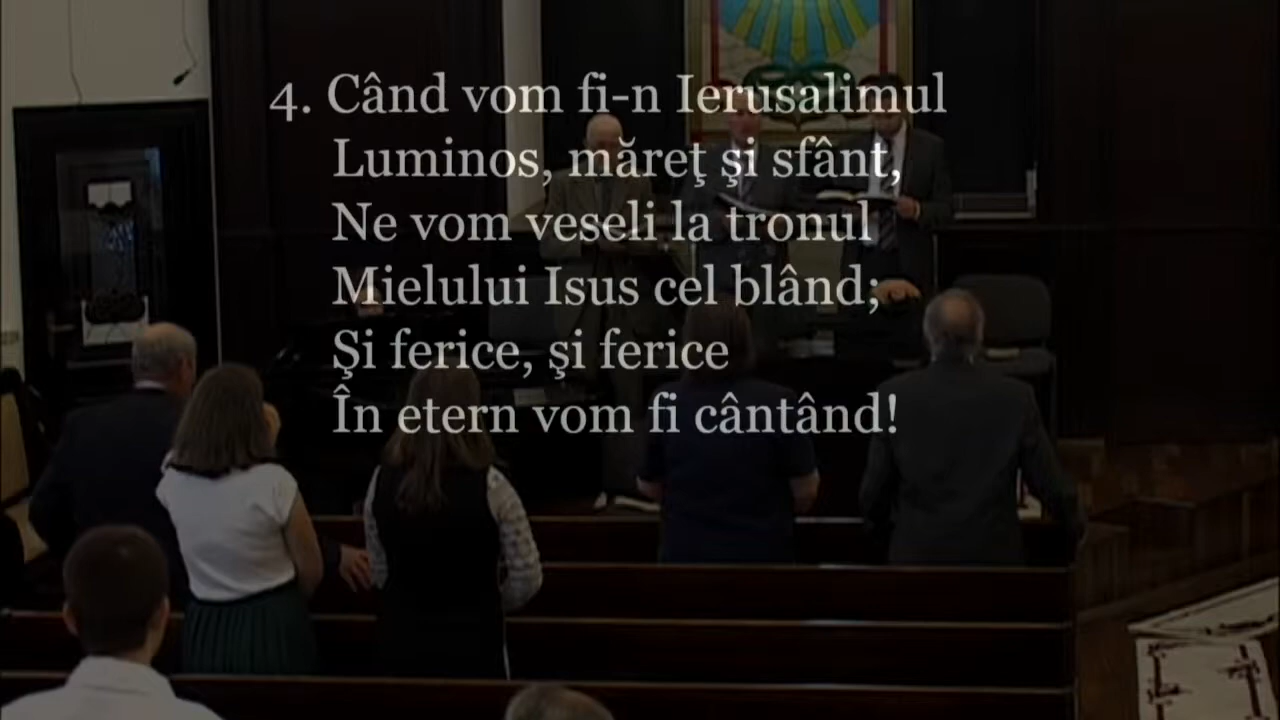 4. Când vom fi-n Ierusalimul
Luminos, măreţ şi sfânt,
Ne vom veseli la tronul
Mielului Isus cel blând;
Şi ferice, şi ferice
În etern vom fi cântând!